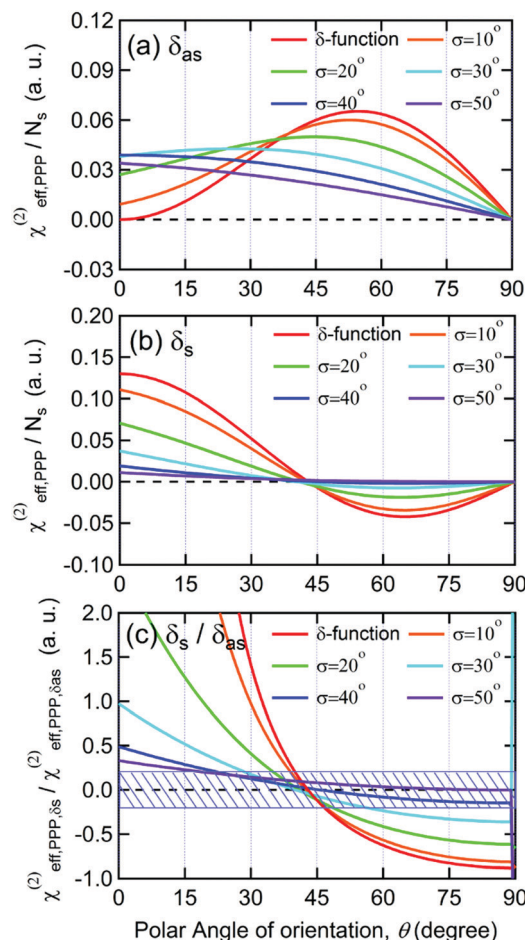 (a) δas
δ-function σ=10°
σ=20° σ=30°
σ=40° σ=50°
χ(2)eff,PPP / Ns (a. u.)
0.12
0.09
0.06
0.03
0.00
-0.03
0 15 30 45 60 75 90
(b) δs
δ-function σ=10°
σ=20° σ=30°
σ=40° σ=50°
χ(2)eff,PPP / Ns (a. u.)
0.20
0.15
0.10
0.05
0.00
-0.05
-0.10
0 15 30 45 60 75 90
(c) δs / δas
δ-function σ=10°
σ=20° σ=30°
σ=40° σ=50°
χ(2)eff,PPP,δs / χ(2)eff,PPP,δas (a. u.)
2.0
1.5
1.0
0.5
0.0
-0.5
-1.0
0 15 30 45 60 75 90
Polar Angle of orientation, θ (degree)